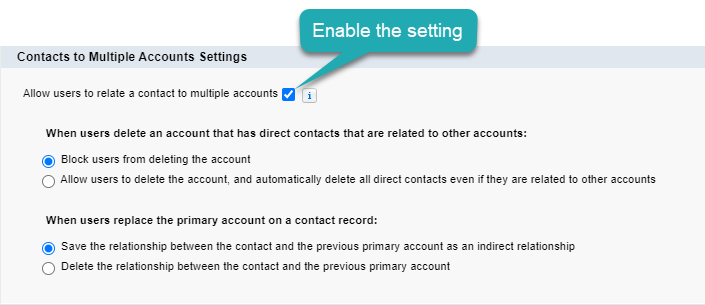 Enable the setting
Contacts to Multiple Accounts Settings
Allow users to relate a contact to multiple accounts i
When users delete an account that has direct contacts that are related to other accounts:
Block users from deleting the account
Allow users to delete the account, and automatically delete all direct contacts even if they are related to other accounts
When users replace the primary account on a contact record:
Save the relationship between the contact and the previous primary account as an indirect relationship
Delete the relationship between the contact and the previous primary account